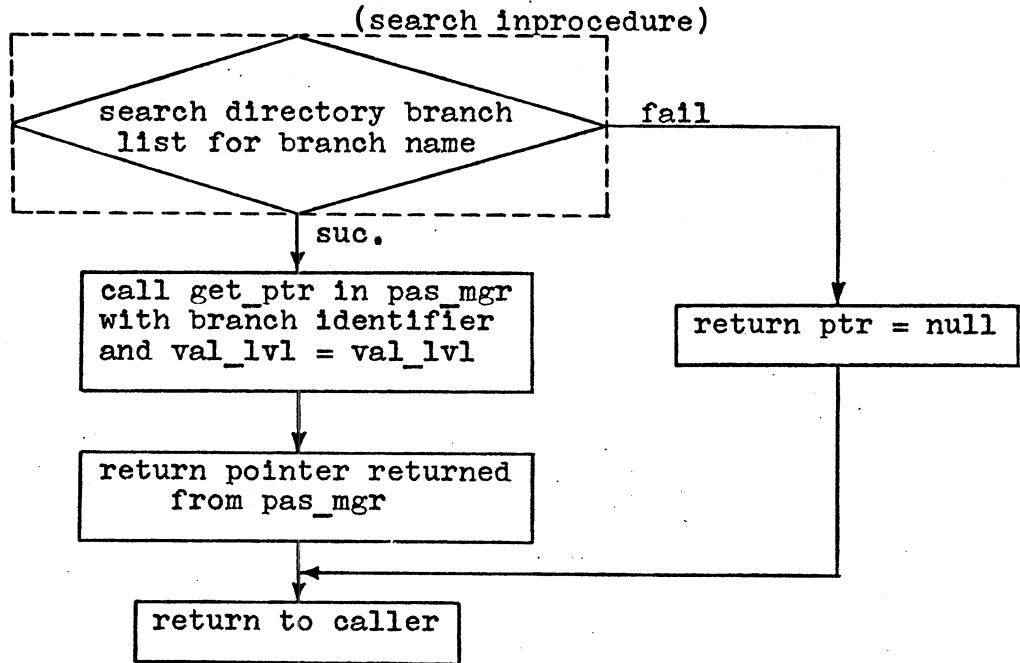 (search inprocedure)
search directory branch
list for branch name
fail
suc.
call get_ptr in pas_mgr
with branch identifier
and val_lvl = val_lvl
return ptr = null
return pointer returned
from pas_mgr
return to caller